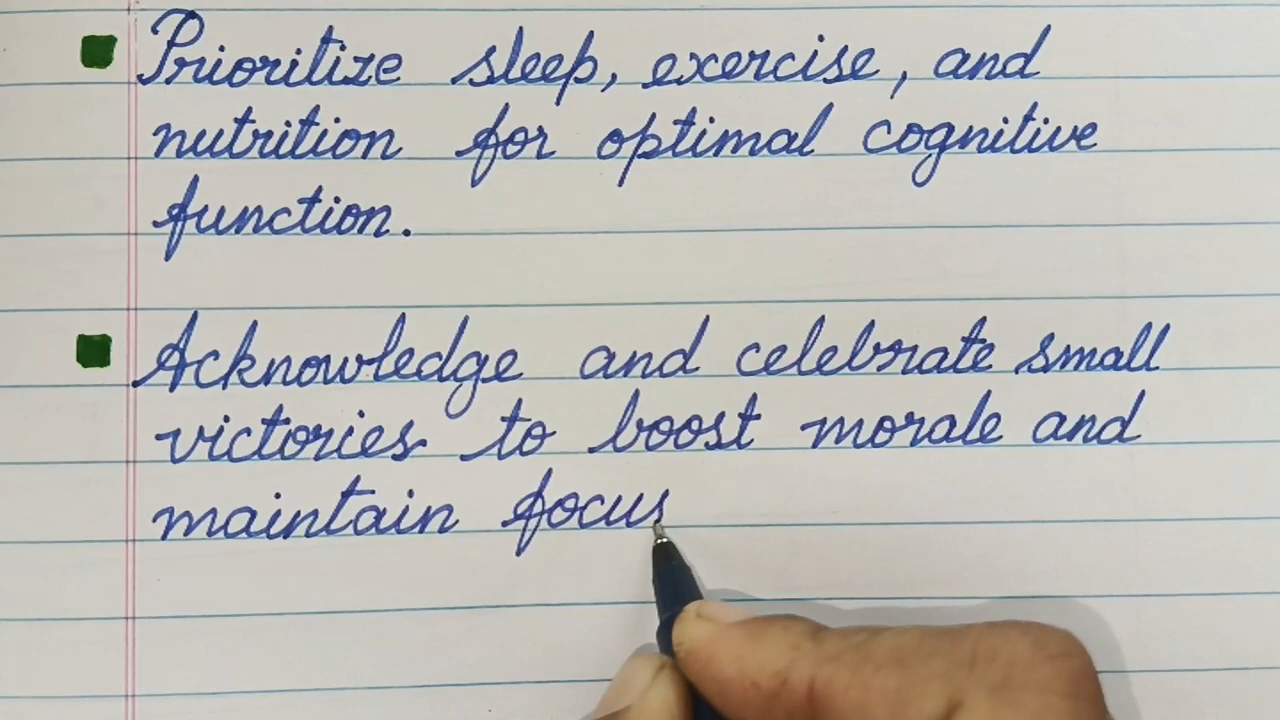 Prioritize sleep, exercise, and
nutrition for optimal cognitive
function.
Acknowledge and celebrate small
victories to boost morale and
maintain focus